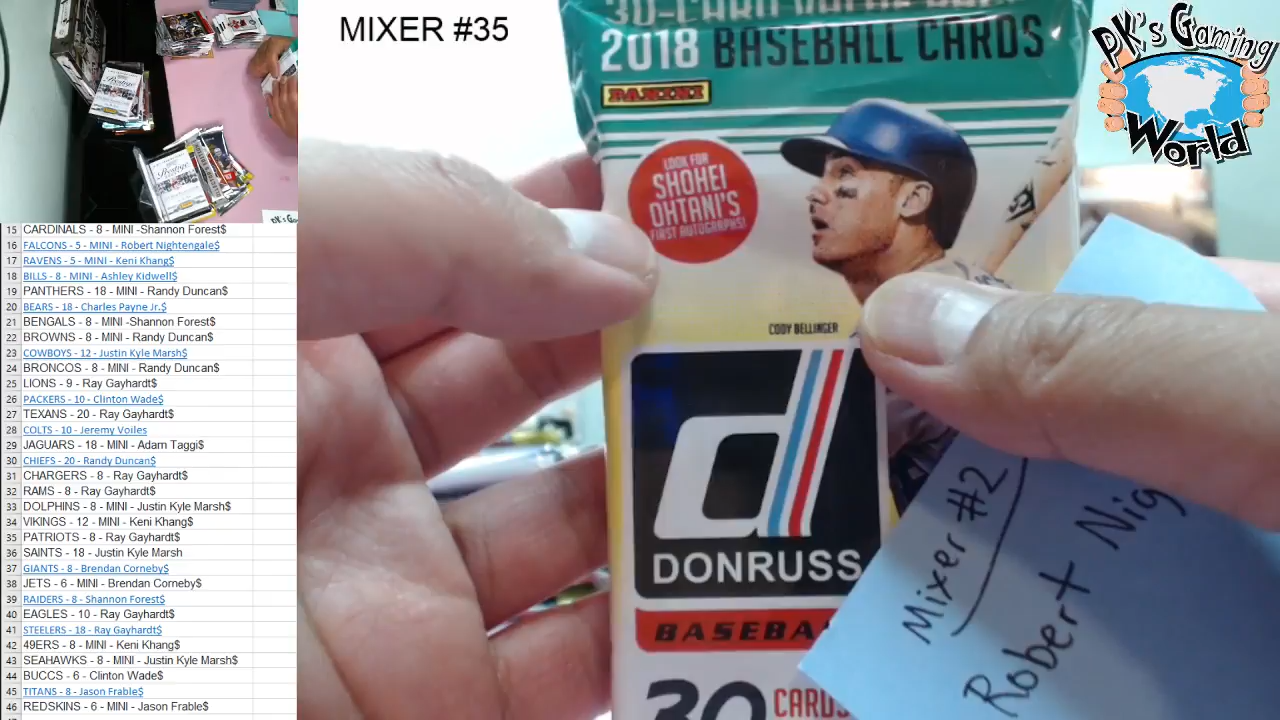 MIXER #35
PK's Gaming
World
30-CARD VALUE PACK
2018 BASEBALL CARDS
PANINI
LOOK FOR
SHOHEI
OHTANI'S
FIRST AUTOGRAPHS!
CODY BELLINGER
d
DONRUSS
30 CARDS
Mixer #2
Robert Nig
15 CARDINALS - 8 - MINI -Shannon Forest$
16 FALCONS - 5 - MINI - Robert Nightengale$
17 RAVENS - 5 - MINI - Keni Khang$
18 BILLS - 8 - MINI - Ashley Kidwell$
19 PANTHERS - 18 - MINI - Randy Duncan$
20 BEARS - 18 - Charles Payne Jr.$
21 BENGALS - 8 - MINI -Shannon Forest$
22 BROWNS - 8 - MINI - Randy Duncan$
23 COWBOYS - 12 - Justin Kyle Marsh$
24 BRONCOS - 8 - MINI - Randy Duncan$
25 LIONS - 9 - Ray Gayhardt$
26 PACKERS - 10 - Clinton Wade$
27 TEXANS - 20 - Ray Gayhardt$
28 COLTS - 10 - Jeremy Voiles
29 JAGUARS - 18 - MINI - Adam Taggi$
30 CHIEFS - 20 - Randy Duncan$
31 CHARGERS - 8 - Ray Gayhardt$
32 RAMS - 8 - Ray Gayhardt$
33 DOLPHINS - 8 - MINI - Justin Kyle Marsh$
34 VIKINGS - 12 - MINI - Keni Khang$
35 PATRIOTS - 8 - Ray Gayhardt$
36 SAINTS - 18 - Justin Kyle Marsh
37 GIANTS - 8 - Brendan Corneby$
38 JETS - 6 - MINI - Brendan Corneby$
39 RAIDERS - 8 - Shannon Forest$
40 EAGLES - 10 - Ray Gayhardt$
41 STEELERS - 18 - Ray Gayhardt$
42 49ERS - 8 - MINI - Keni Khang$
43 SEAHAWKS - 8 - MINI - Justin Kyle Marsh$
44 BUCCS - 6 - Clinton Wade$
45 TITANS - 8 - Jason Frable$
46 REDSKINS - 6 - MINI - Jason Frable$